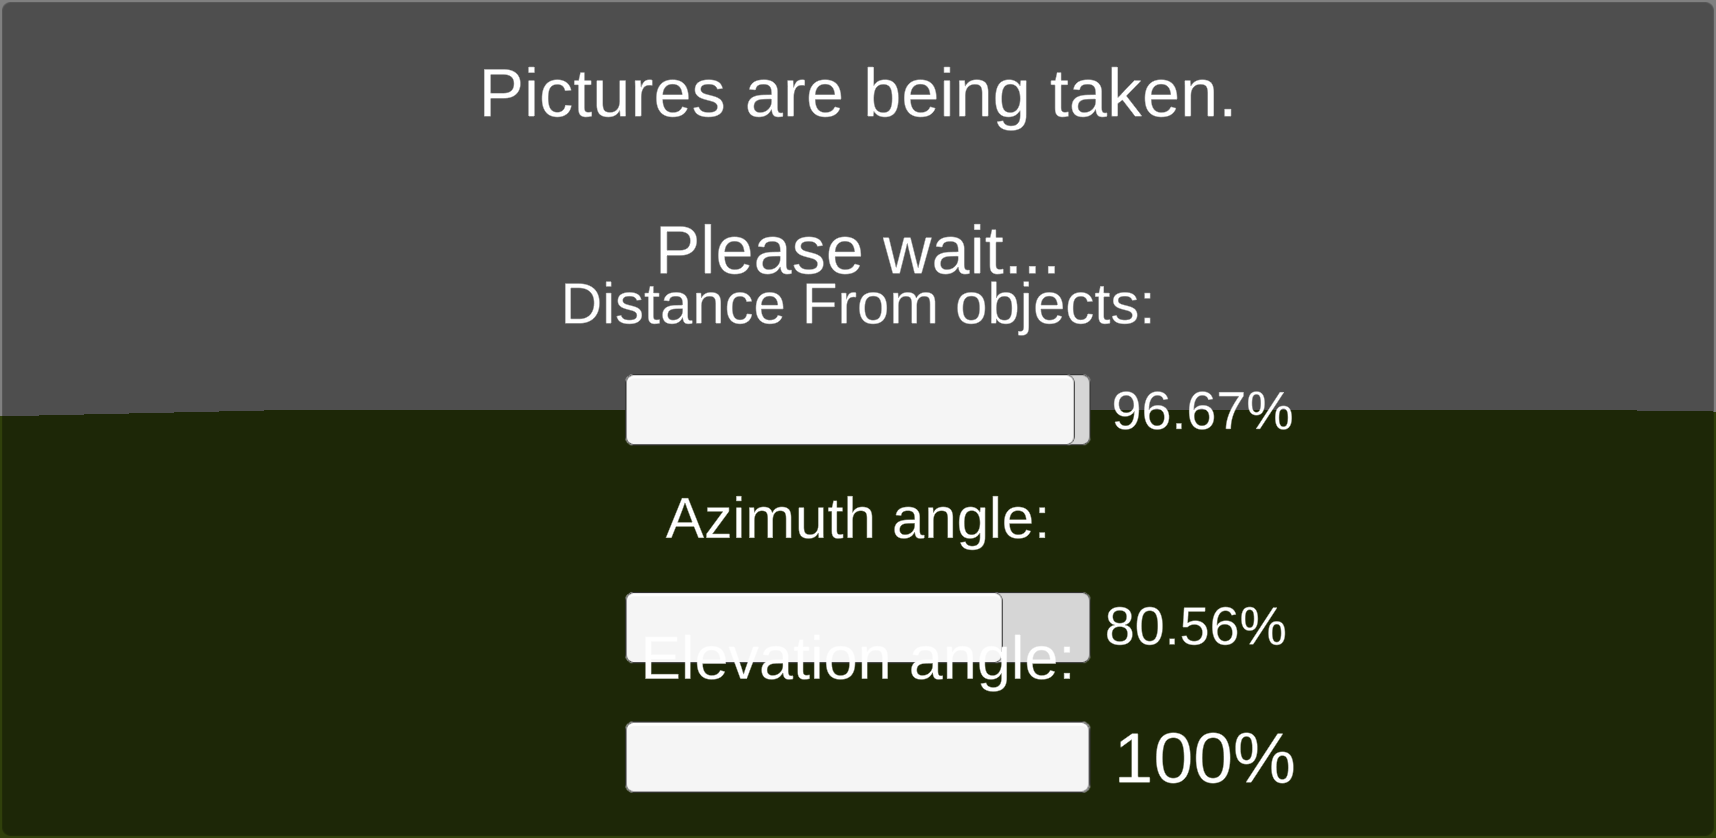 Pictures are being taken.
Please wait...
Distance From objects:
96.67%
Azimuth angle:
80.56%
Elevation angle:
100%